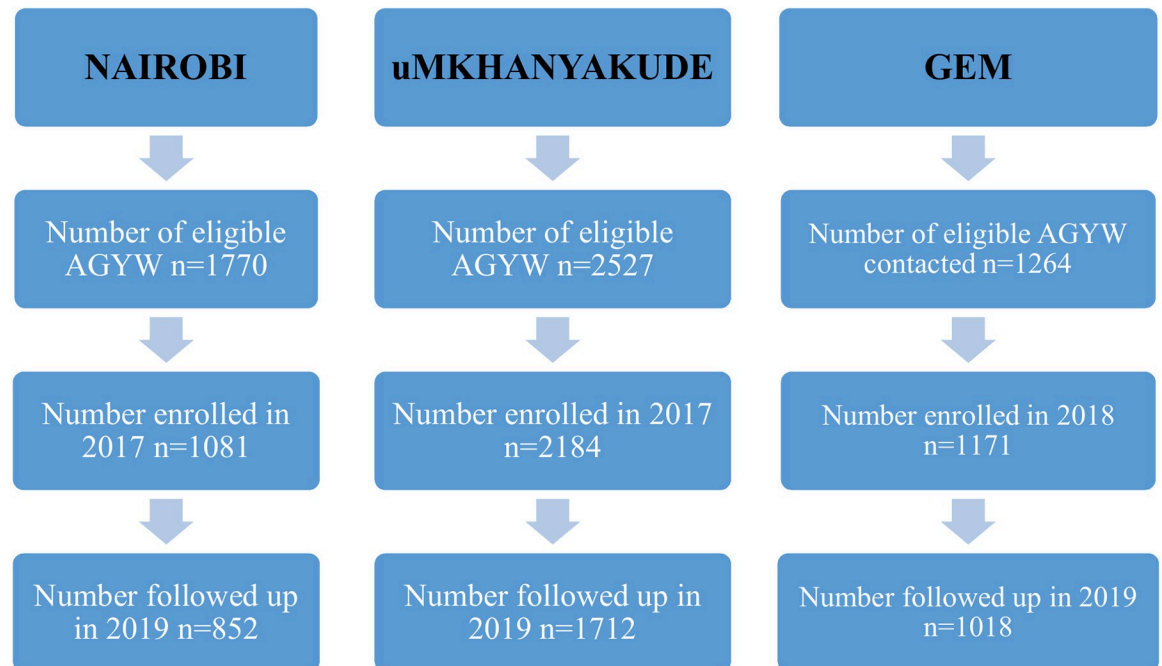 NAIROBI
Number of eligible
AGYW n=1770
Number enrolled in
2017 n=1081
Number followed up
in 2019 n=852
uMKHANYAKUDE
Number of eligible
AGYW n=2527
Number enrolled in 2017
n=2184
Number followed up in
2019 n=1712
GEM
Number of eligible AGYW
contacted n=1264
Number enrolled in 2018
n=1171
Number followed up in 2019
n=1018